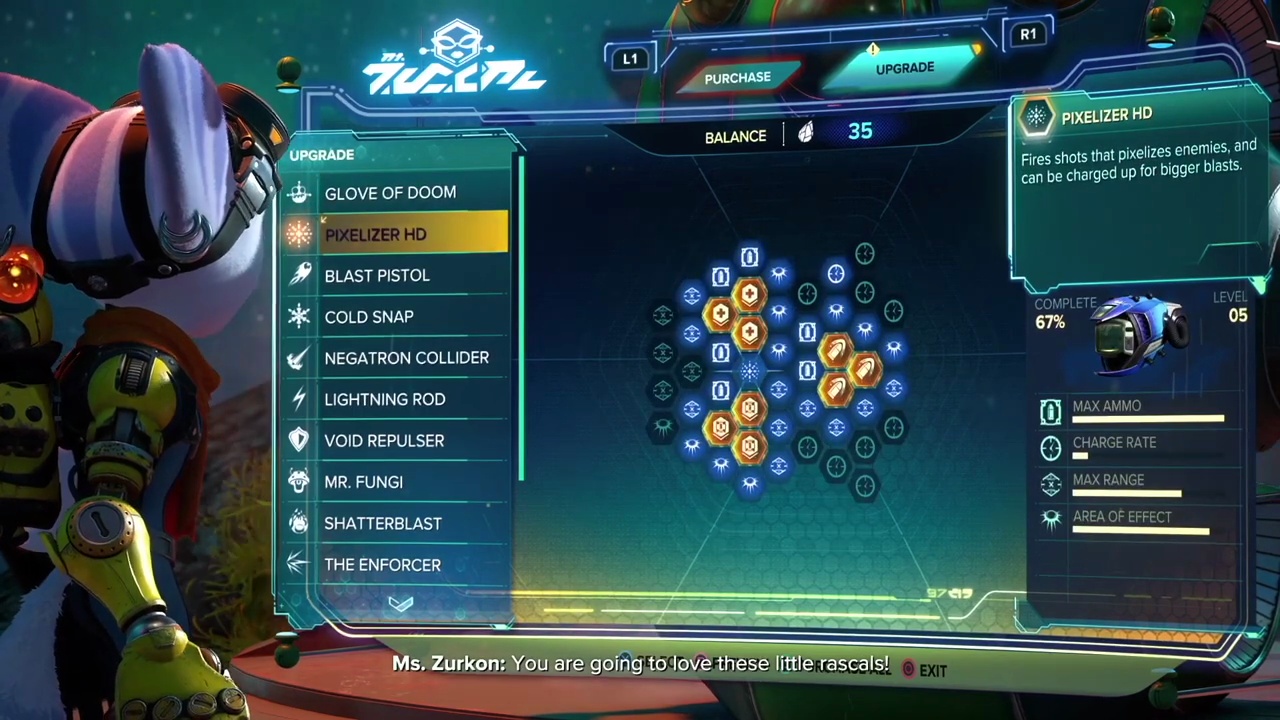 L1
PURCHASE
UPGRADE
R1
BALANCE
35
UPGRADE
GLOVE OF DOOM
PIXELIZER HD
BLAST PISTOL
COLD SNAP
NEGATRON COLLIDER
LIGHTNING ROD
VOID REPULSER
MR. FUNGI
SHATTERBLAST
THE ENFORCER
PIXELIZER HD
Fires shots that pixelizes enemies, and
can be charged up for bigger blasts.
COMPLETE
67%
LEVEL
05
MAX AMMO
CHARGE RATE
MAX RANGE
AREA OF EFFECT
Ms. Zurkon: You are going to love these little rascals!
EXIT